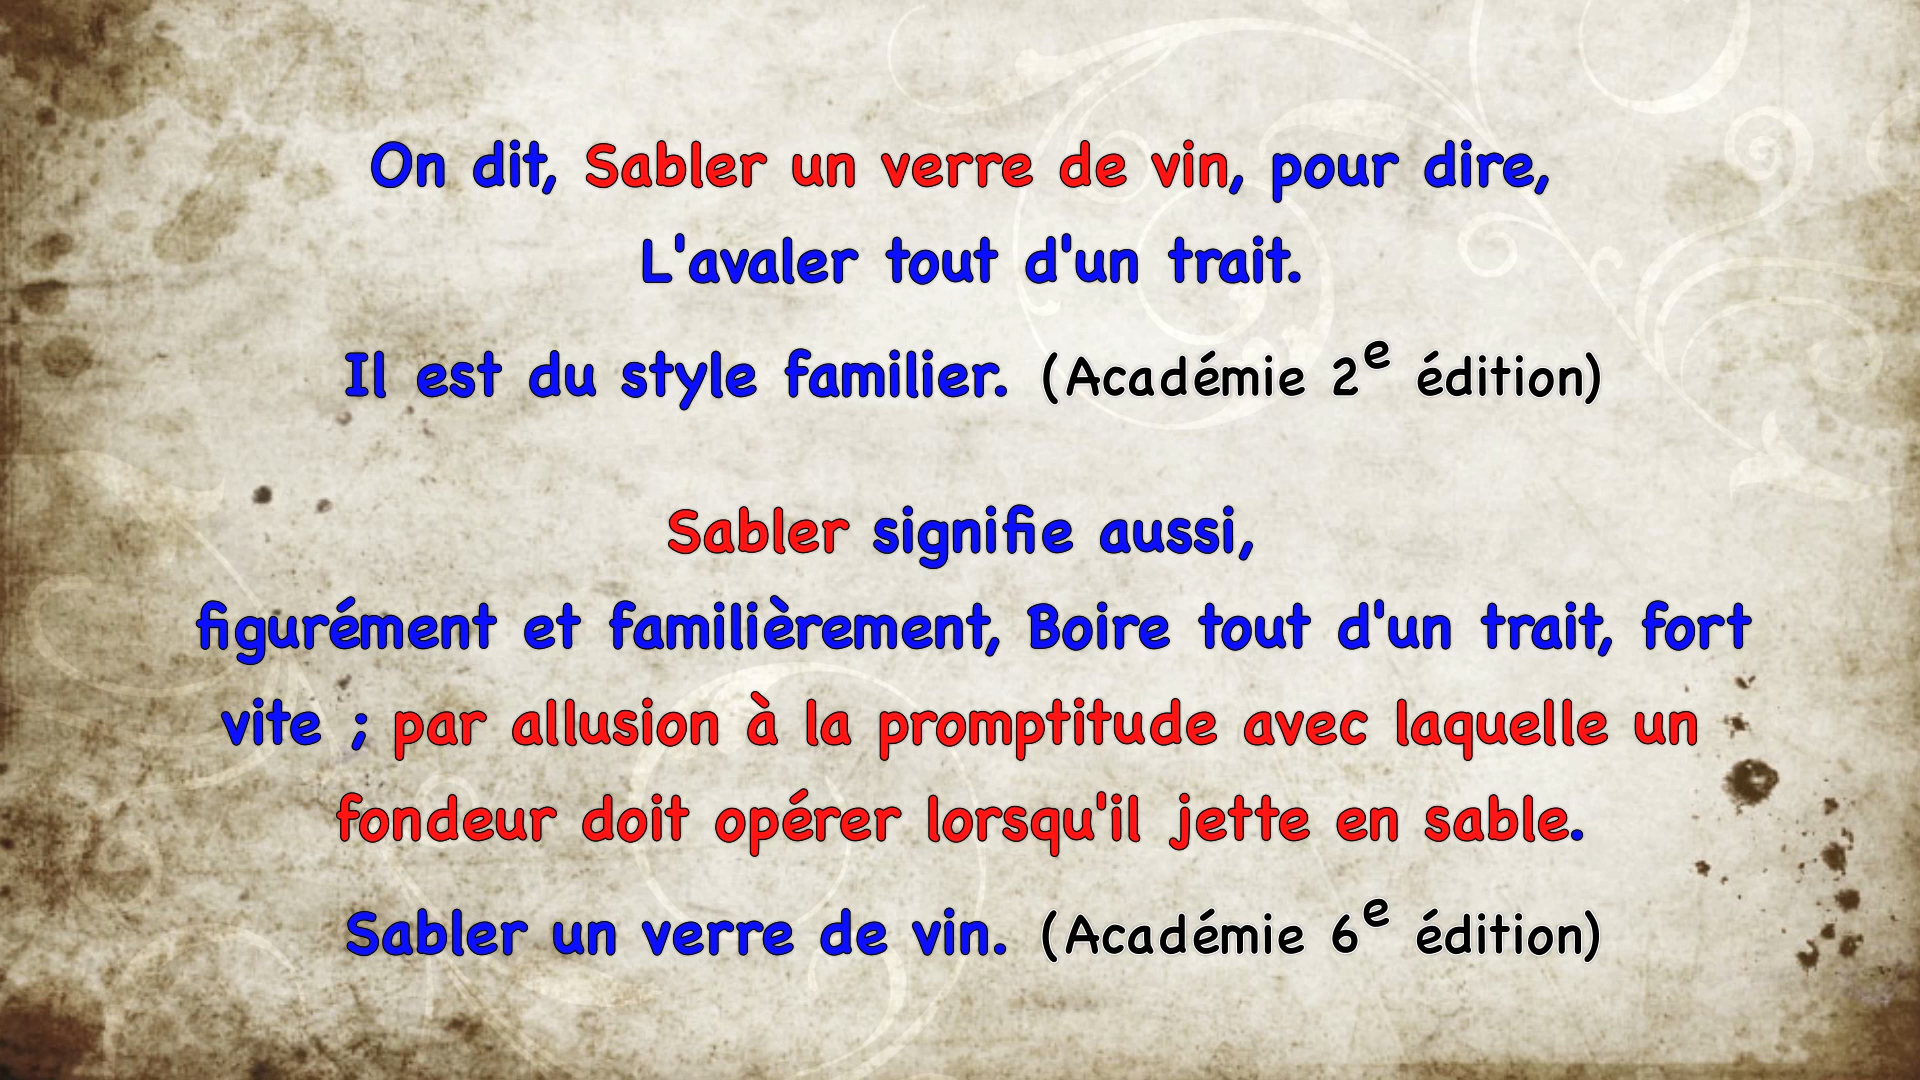 On dit, Sabler un verre de vin, pour dire,
L'avaler tout d'un trait.
Il est du style familier. (Académie 2e édition)
Sabler signifie aussi,
figurément et familièrement, Boire tout d'un trait, fort
vite ; par allusion à la promptitude avec laquelle un
fondeur doit opérer lorsqu'il jette en sable.
Sabler un verre de vin. (Académie 6e édition)